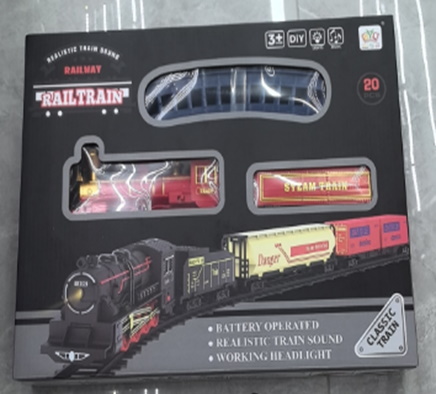 REALISTIC TRAIN SOUND
RAILWAY
RAILTRAIN
3+
DIY
20
STEAM TRAIN
Danger
BATTERY OPERATED
REALISTIC TRAIN SOUND
WORKING HEADLIGHT
CLASSIC
TRAIN